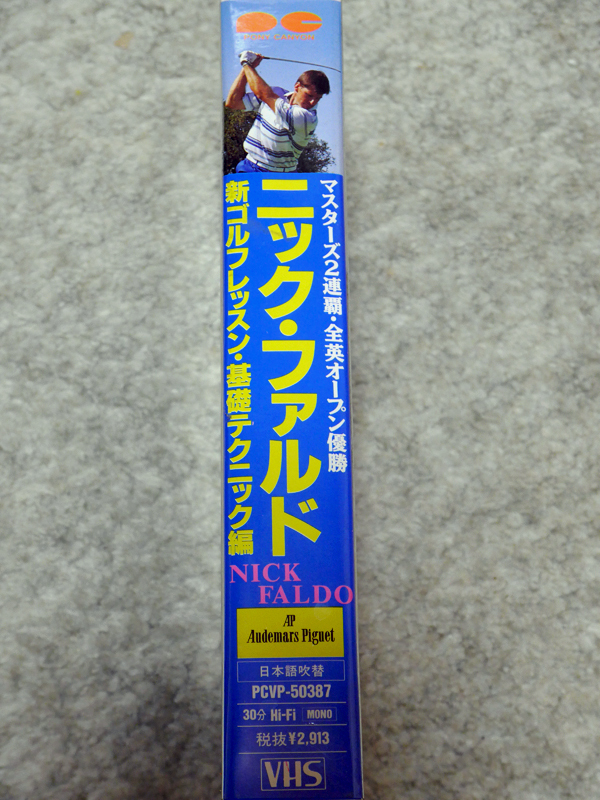 PONY CANYON
マスターズ2連覇・全英オープン優勝
ニック・ファルド
新ゴルフレッスン・基礎テクニック編
NICK
FALDO
AP
Audemars Piguet
日本語吹替
PCVP-50387
30分 Hi-Fi MONO
税抜¥2,913
VHS